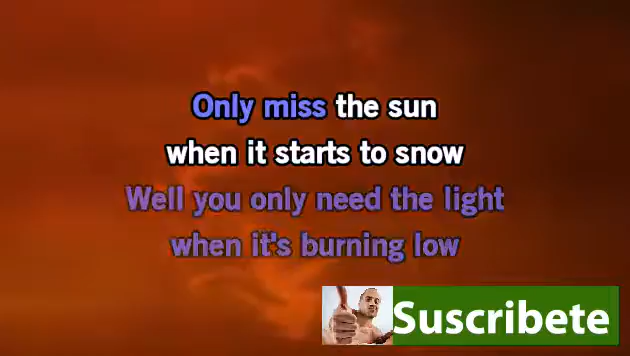 Only miss the sun
when it starts to snow
Well you only need the light
when it's burning low
Suscribete